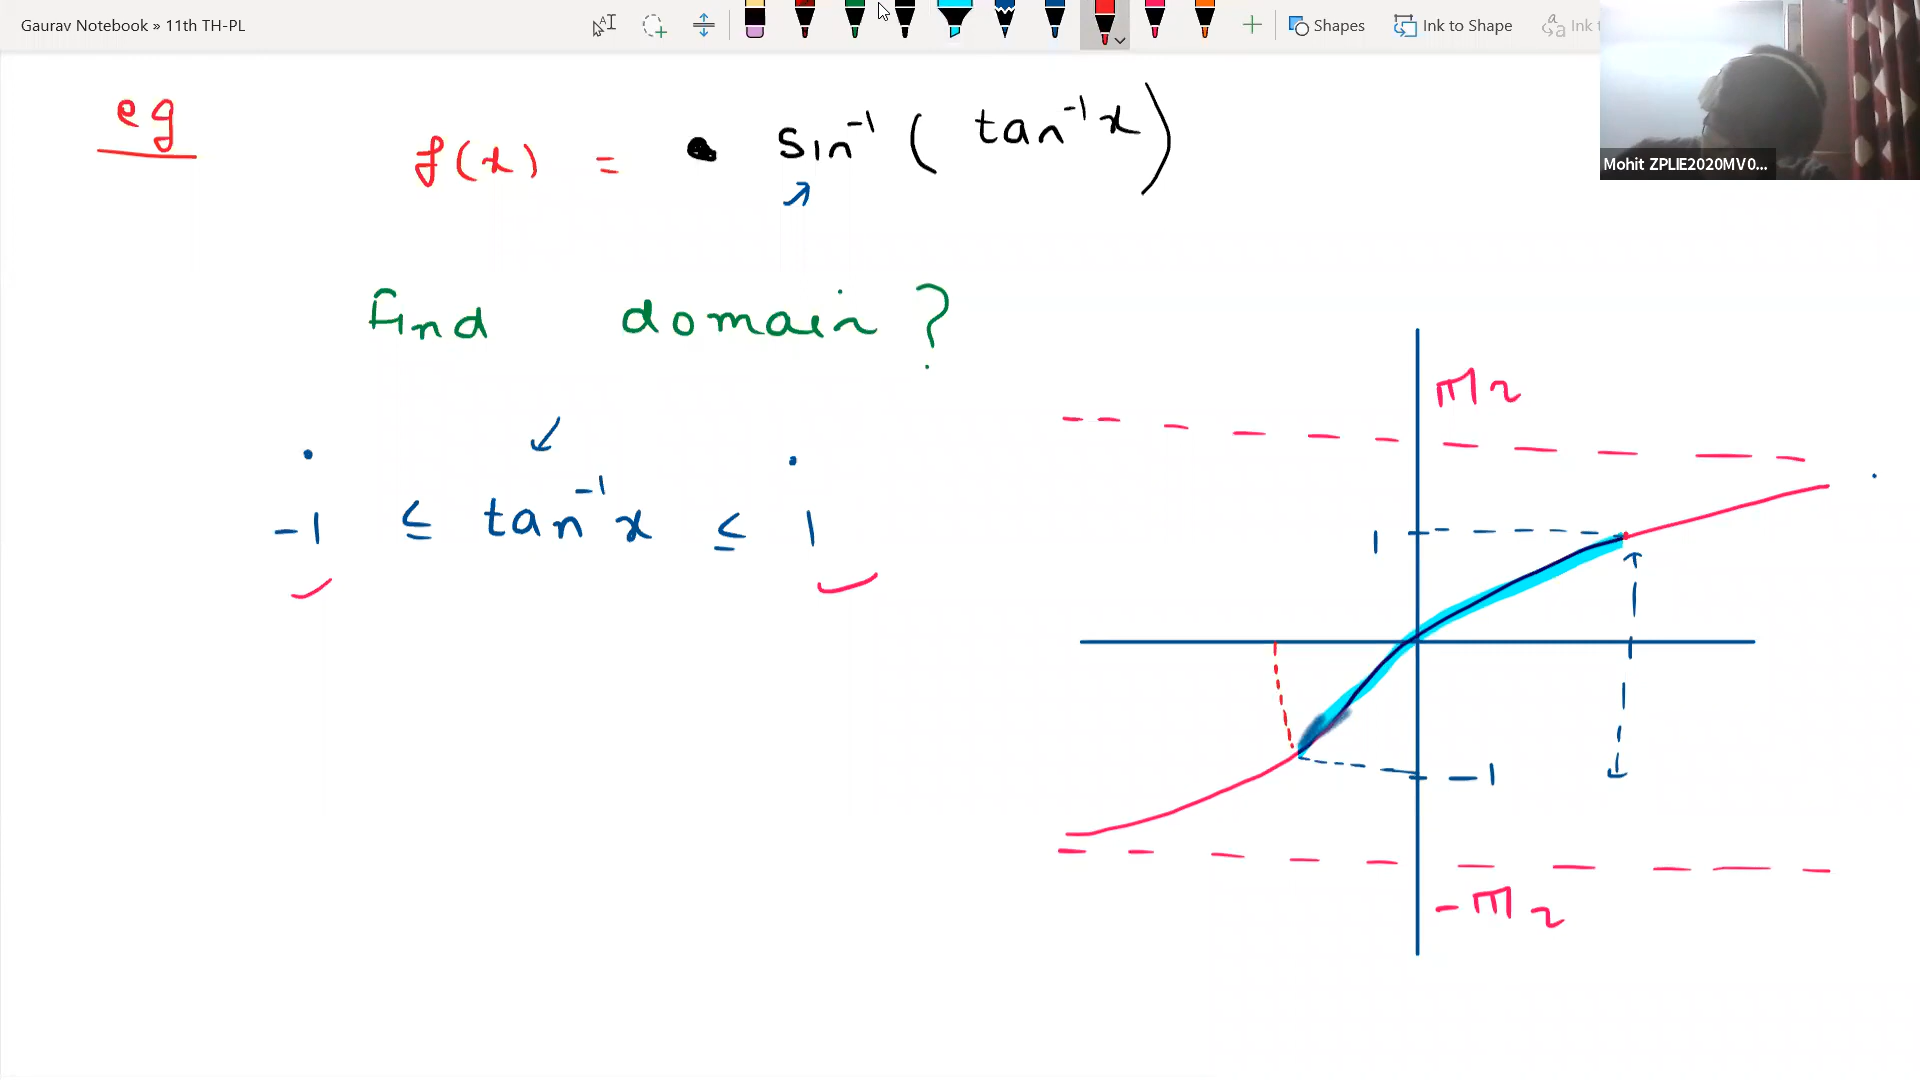 Gaurav Notebook » 11th TH-PL
Shapes
Ink to Shape
Ink t
Mohit ZPLIE2020MV0...
eg
f(x) = sin⁻¹ ( tan⁻¹x )
find domain ?
-1 ≤ tan⁻¹x ≤ 1
π/2
1
-1
-π/2